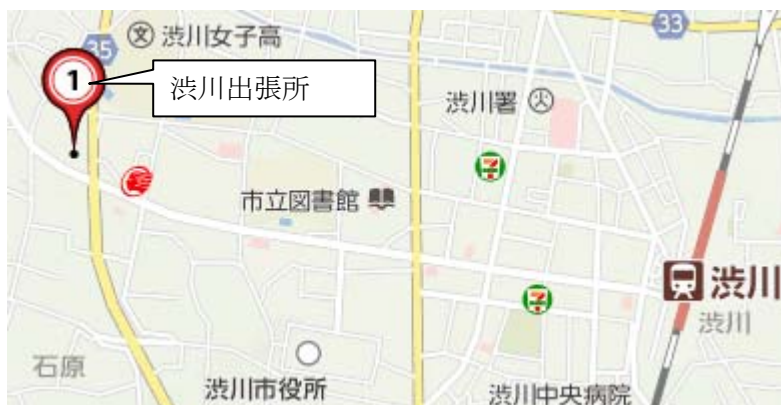 35
渋川女子高
33
1
渋川出張所
渋川署
7
市立図書館
渋川
7
渋川
石原
渋川市役所
渋川中央病院